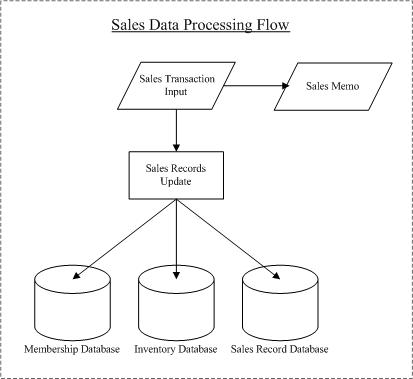 Sales Data Processing Flow
Sales Transaction
Input
Sales Memo
Sales Records
Update
Membership Database
Inventory Database
Sales Record Database